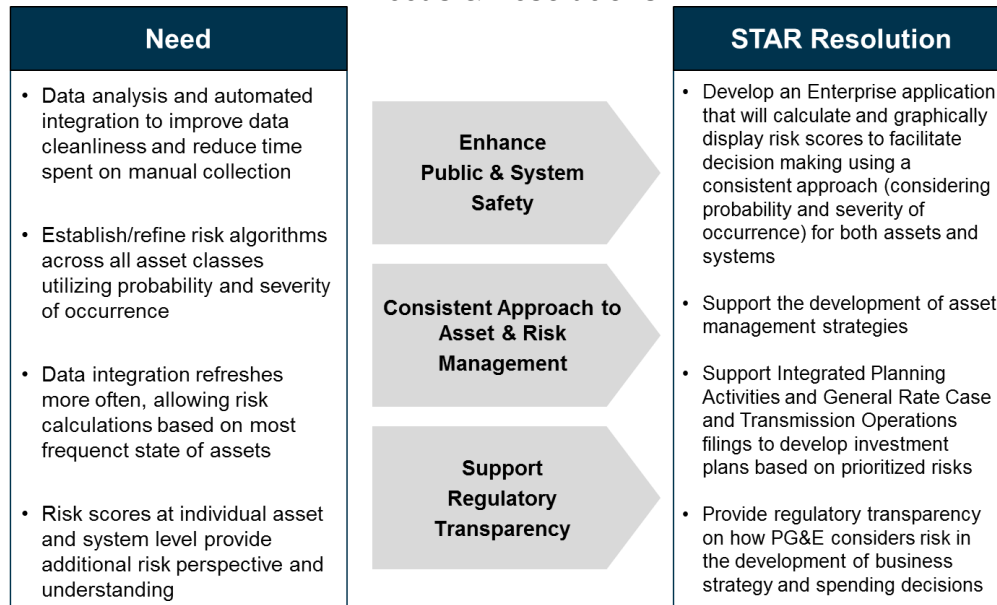 Need
• Data analysis and automated
integration to improve data
cleanliness and reduce time
spent on manual collection
• Establish/refine risk algorithms
across all asset classes
utilizing probability and severity
of occurrence
• Data integration refreshes
more often, allowing risk
calculations based on most
frequenct state of assets
• Risk scores at individual asset
and system level provide
additional risk perspective and
understanding
Enhance
Public & System
Safety
Consistent Approach to
Asset & Risk
Management
Support
Regulatory
Transparency
STAR Resolution
• Develop an Enterprise application
that will calculate and graphically
display risk scores to facilitate
decision making using a
consistent approach (considering
probability and severity of
occurrence) for both assets and
systems
• Support the development of asset
management strategies
• Support Integrated Planning
Activities and General Rate Case
and Transmission Operations
filings to develop investment
plans based on prioritized risks
• Provide regulatory transparency
on how PG&E considers risk in
the development of business
strategy and spending decisions